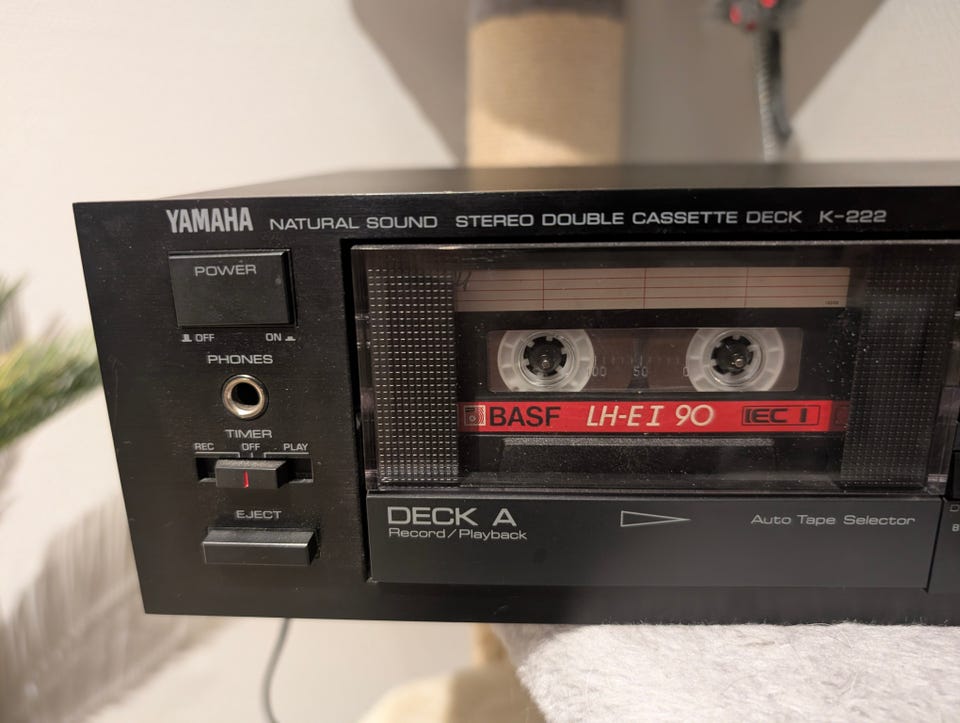 YAMAHA NATURAL SOUND STEREO DOUBLE CASSETTE DECK K-222
POWER
OFF ON
PHONES
TIMER
REC OFF PLAY
EJECT
BASF LH-E I 90 IEC I
50
DECK A
Record/Playback
Auto Tape Selector